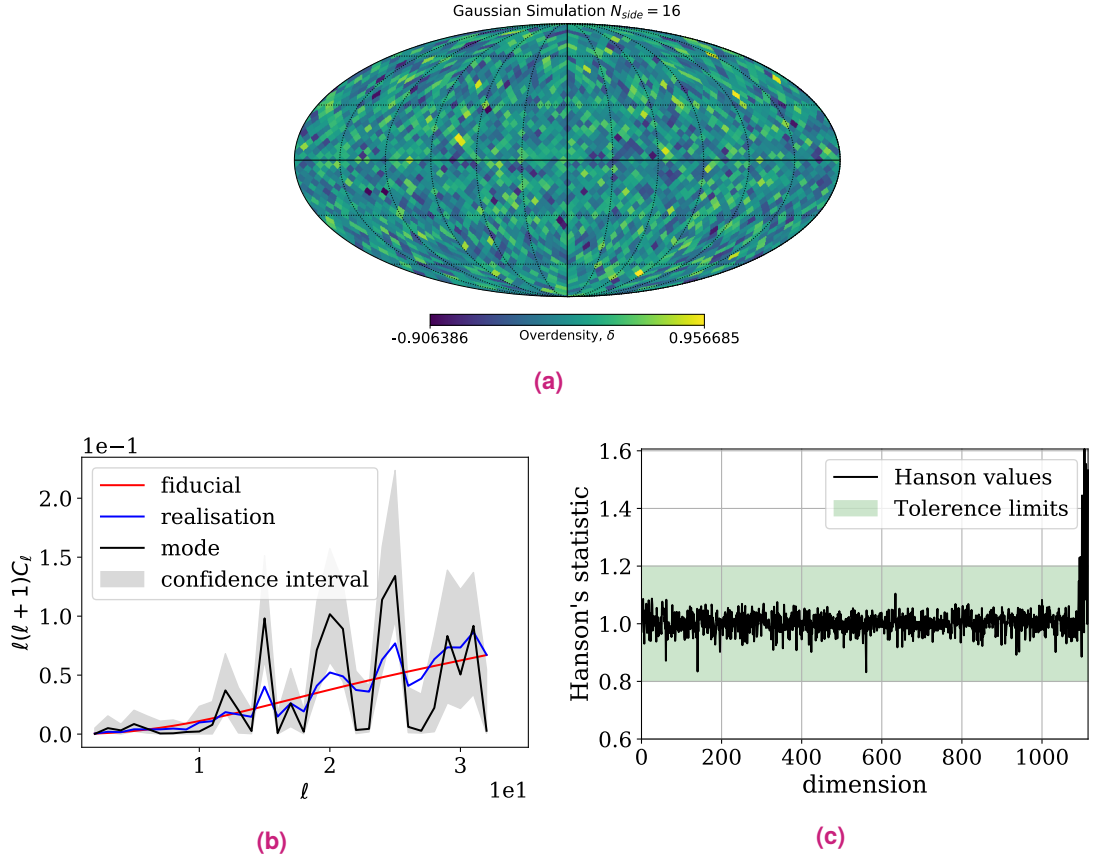 Gaussian Simulation N_side = 16
-0.906386 Overdensity, δ 0.956685
(a)
1e−1
2.0
1.5
1.0
0.5
0.0
ℓ(ℓ + 1)C_ℓ
fiducial
realisation
mode
confidence interval
1 2 3
ℓ
1e1
(b)
1.6
1.4
1.2
1.0
0.8
0.6
Hanson's statistic
Hanson values
Tolerence limits
0 200 400 600 800 1000
dimension
(c)